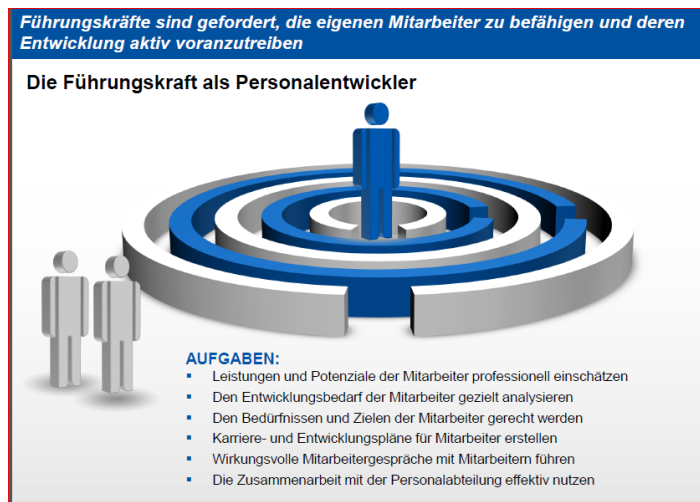 Führungskräfte sind gefordert, die eigenen Mitarbeiter zu befähigen und deren
Entwicklung aktiv voranzutreiben
Die Führungskraft als Personalentwickler
AUFGABEN:
▪ Leistungen und Potenziale der Mitarbeiter professionell einschätzen
▪ Den Entwicklungsbedarf der Mitarbeiter gezielt analysieren
▪ Den Bedürfnissen und Zielen der Mitarbeiter gerecht werden
▪ Karriere- und Entwicklungspläne für Mitarbeiter erstellen
▪ Wirkungsvolle Mitarbeitergespräche mit Mitarbeitern führen
▪ Die Zusammenarbeit mit der Personalabteilung effektiv nutzen